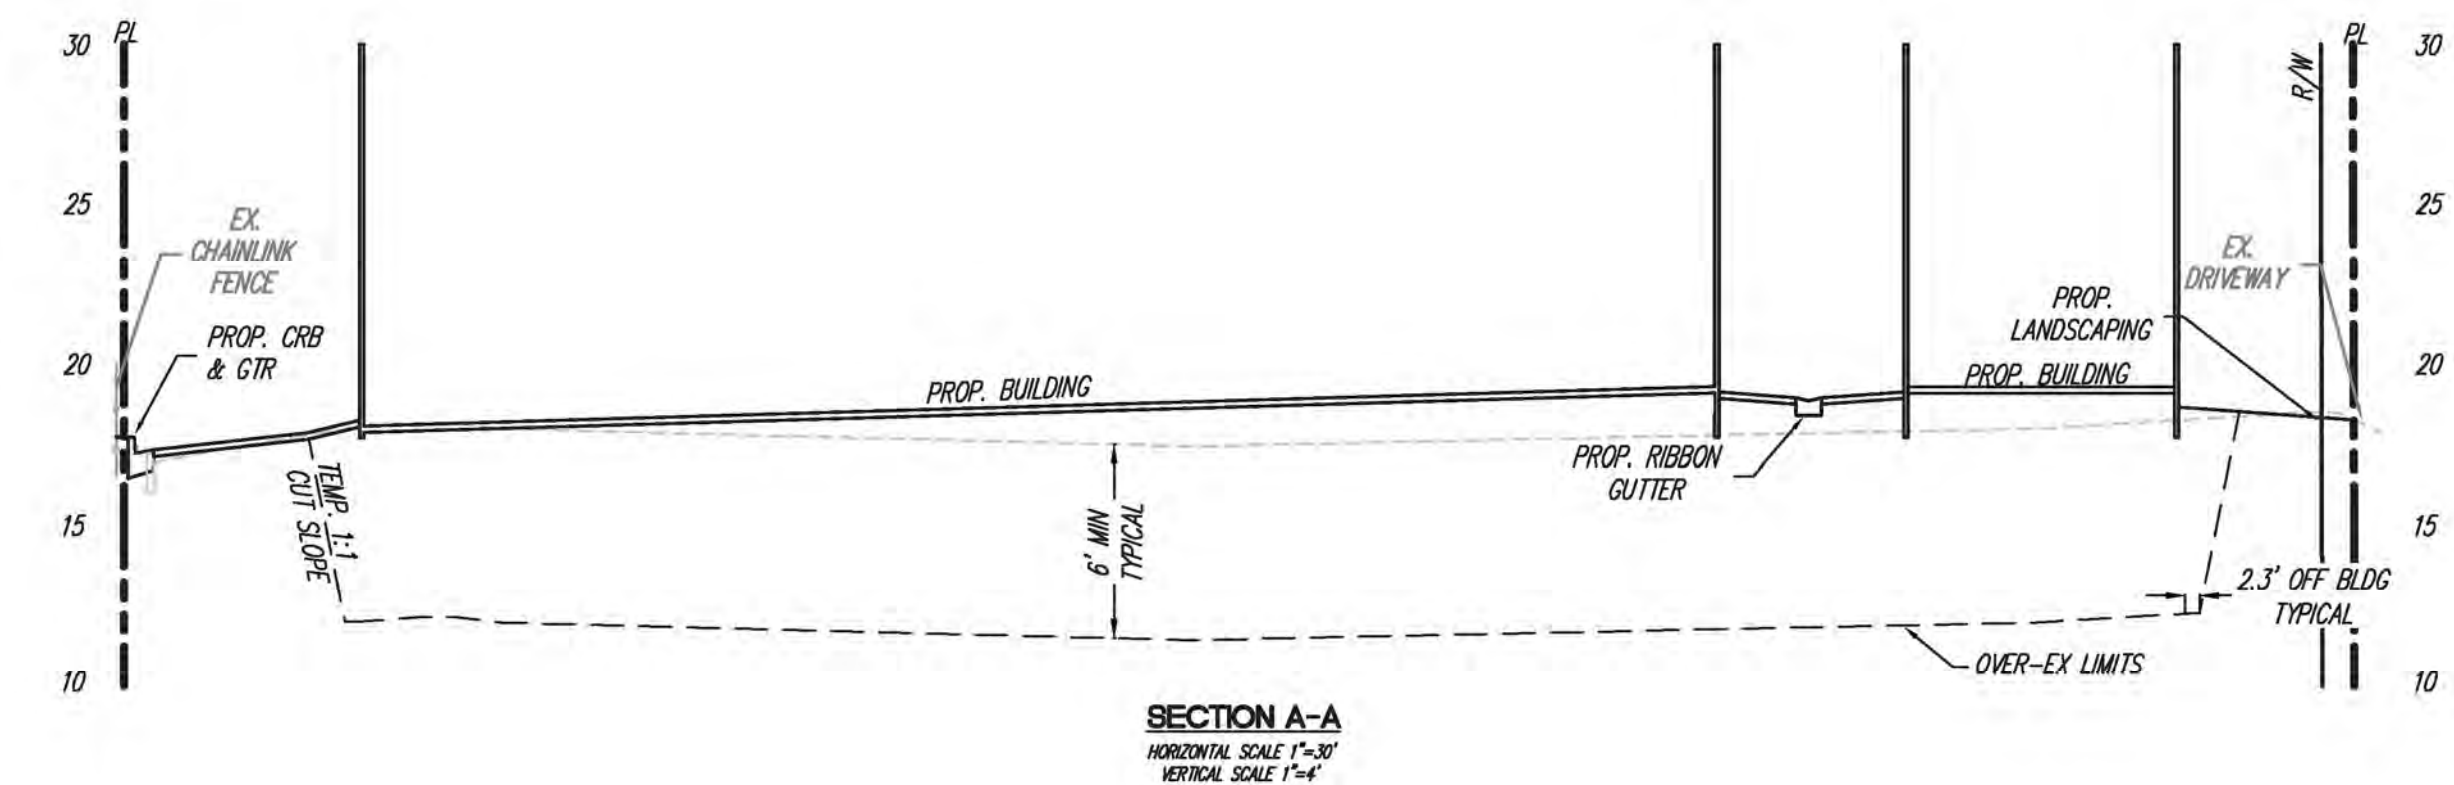 30
PL
PL
30
R/W
25
25
EX.
CHAINLINK
FENCE
EX.
DRIVEWAY
PROP.
LANDSCAPING
PROP. CRB
& GTR
20
20
PROP. BUILDING
PROP. BUILDING
PROP. RIBBON
GUTTER
TEMP. 1:1
CUT SLOPE
15
15
6' MIN
TYPICAL
2.3' OFF BLDG
TYPICAL
OVER-EX LIMITS
10
10
SECTION A-A
HORIZONTAL SCALE 1"=30'
VERTICAL SCALE 1"=4'